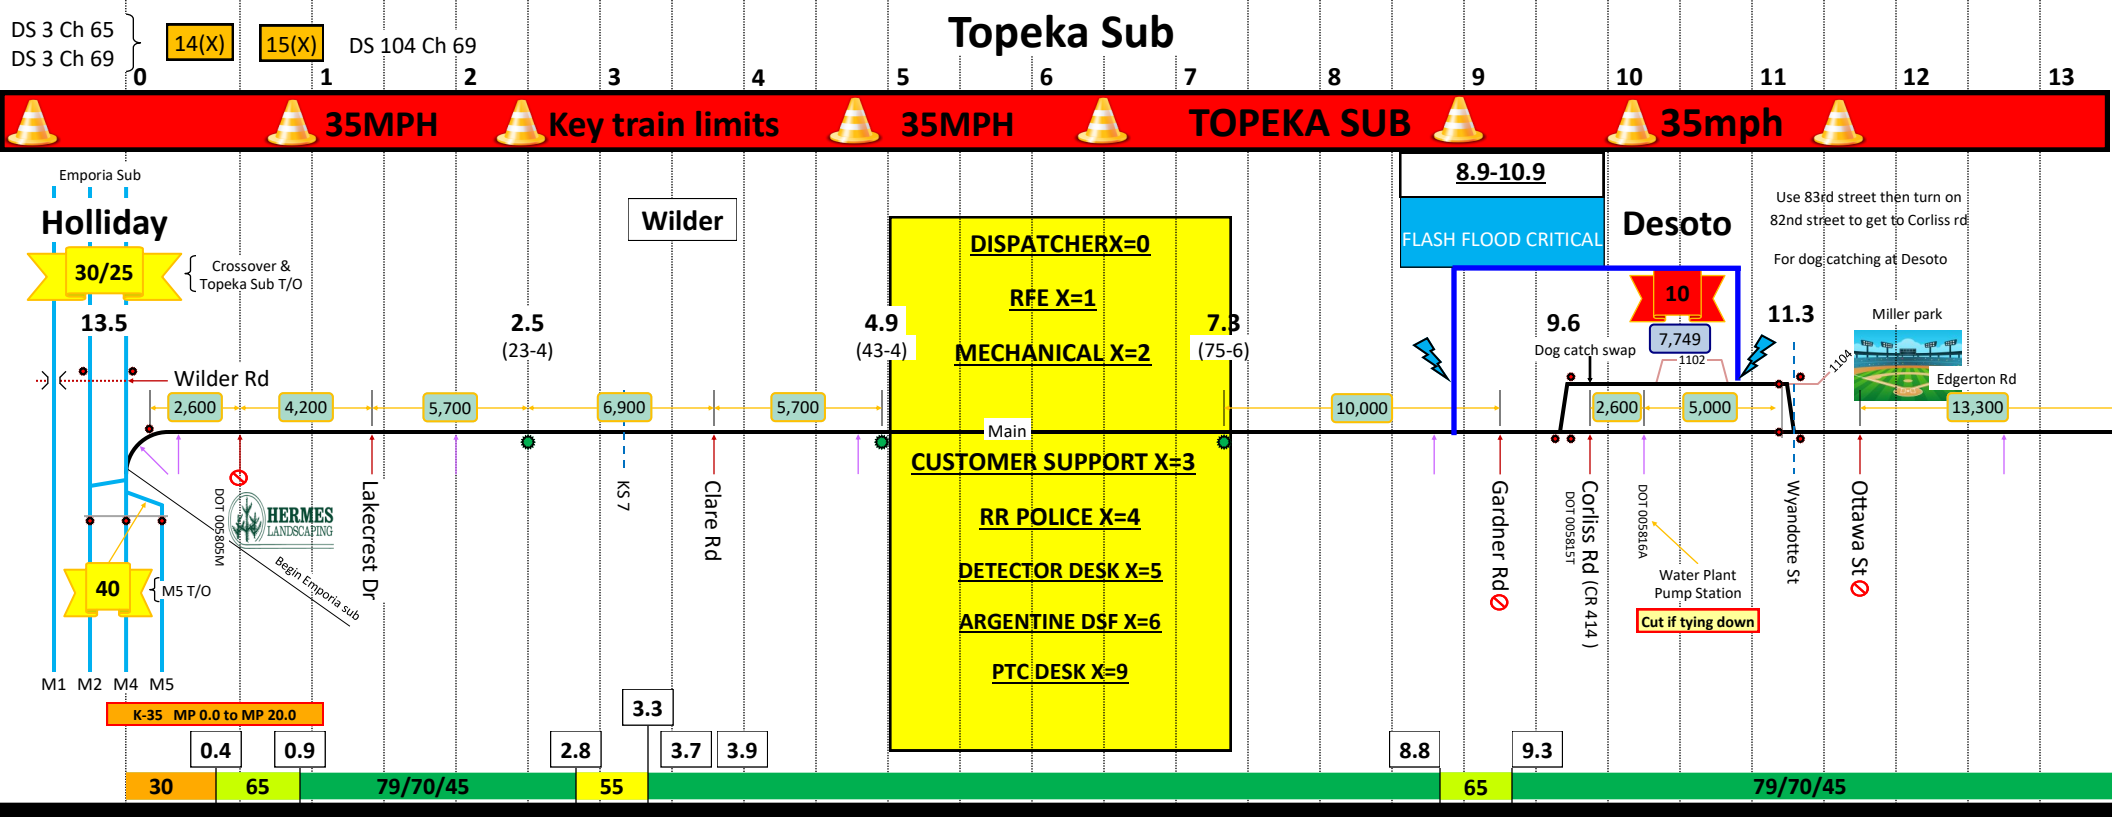 Topeka Sub
DS 3 Ch 65
DS 3 Ch 69
14(X)
15(X)
DS 104 Ch 69
0 1 2 3 4 5 6 7 8 9 10 11 12 13
35MPH Key train limits 35MPH TOPEKA SUB 35mph
Emporia Sub
Holliday
30/25
Crossover &
Topeka Sub T/O
13.5
Wilder Rd
Wilder
2.5
(23-4)
4.9
(43-4)
7.3
(75-6)
DISPATCHERX=0
RFE X=1
MECHANICAL X=2
Main
CUSTOMER SUPPORT X=3
RR POLICE X=4
DETECTOR DESK X=5
ARGENTINE DSF X=6
PTC DESK X=9
8.9-10.9
FLASH FLOOD CRITICAL
Desoto
10
7,749
1102
9.6
Dog catch swap
11.3
1104
Use 83rd street then turn on
82nd street to get to Corliss rd
For dog catching at Desoto
Miller park
Edgerton Rd
2,600
4,200
5,700
6,900
5,700
10,000
2,600
5,000
13,300
DOT 005805M
HERMES
LANDSCAPING
Begin Emporia sub
Lakecrest Dr
KS 7
Clare Rd
Gardner Rd
Corliss Rd (CR 414 )
DOT 005815T
DOT 005816A
Water Plant
Pump Station
Cut if tying down
Wyandotte St
Ottawa St
40
M5 T/O
M1 M2 M4 M5
K-35 MP 0.0 to MP 20.0
0.4
0.9
2.8
3.3
3.7
3.9
8.8
9.3
30
65
79/70/45
55
65
79/70/45